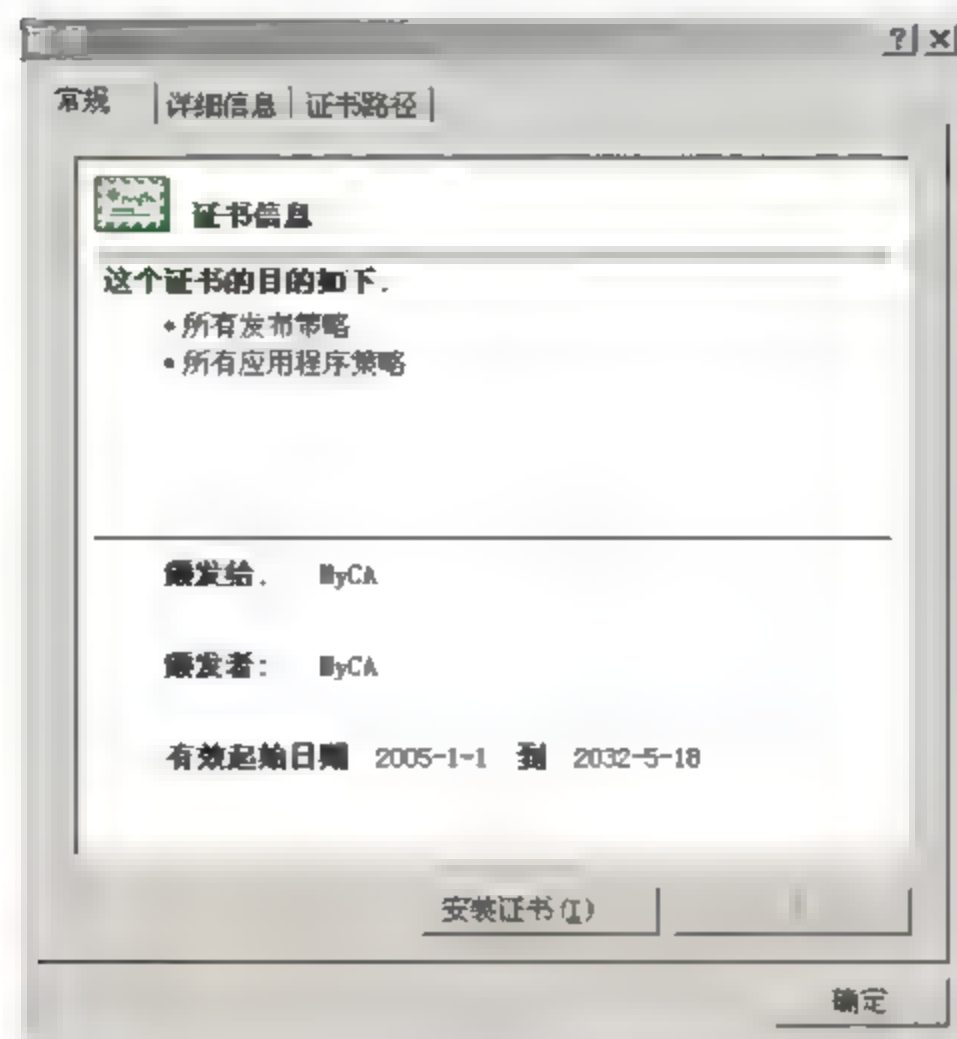 证书
常规 详细信息 证书路径
证书信息
这个证书的目的如下.
•所有发布策略
•所有应用程序策略
颁发给. MyCA
颁发者: MyCA
有效起始日期 2005-1-1 到 2032-5-18
安装证书(I)
确定